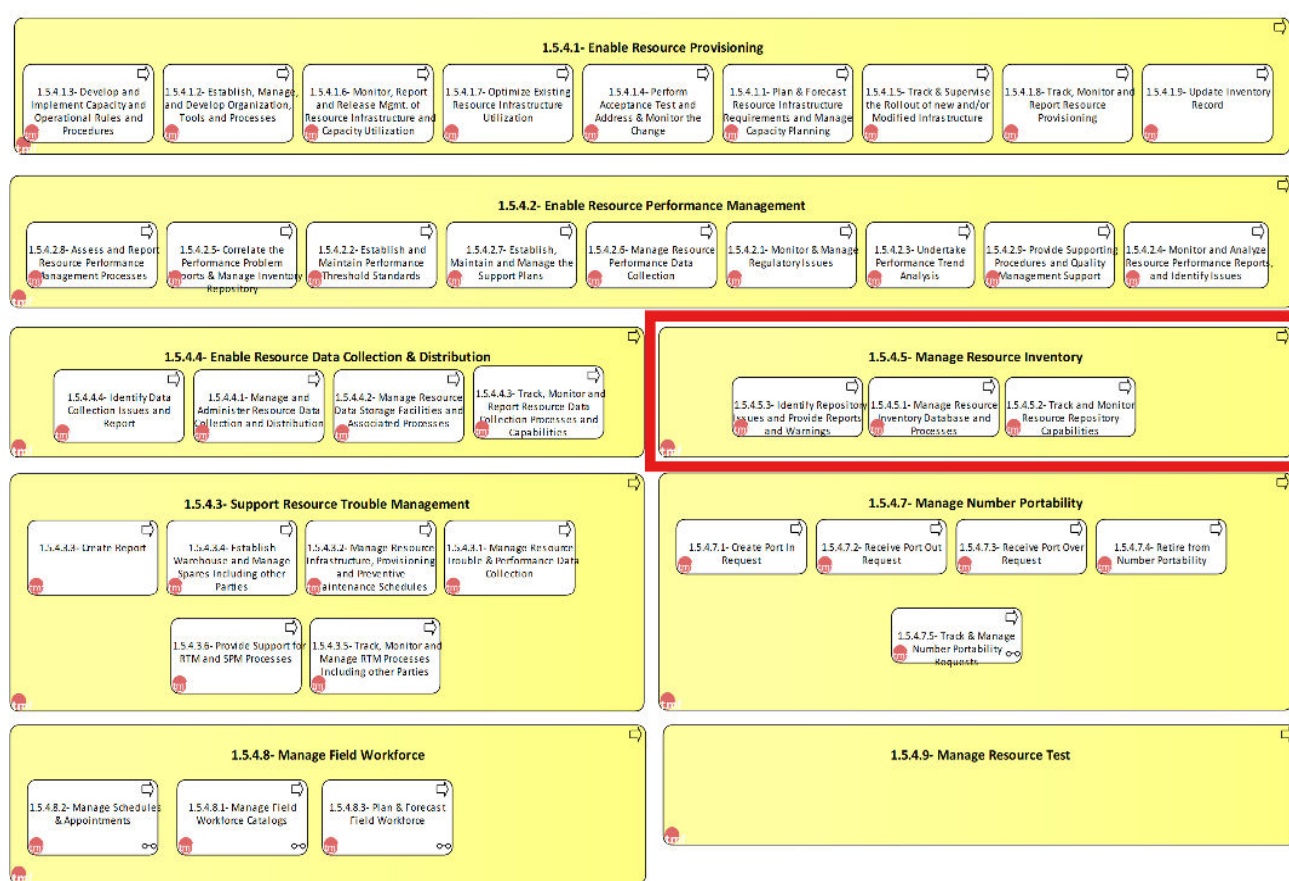 1.5.4.1- Enable Resource Provisioning
1.5.4.1.3- Develop and
Implement Capacity and
Operational Rules and
Procedures
1.5.4.1.2- Establish, Manage,
and Develop Organization,
Tools and Processes
1.5.4.1.6- Monitor, Report
and Release Mgmt. of
Resource Infrastructure and
Capacity Utilization
1.5.4.1.7- Optimize Existing
Resource Infrastructure
Utilization
1.5.4.1.4- Perform
Acceptance Test and
Address & Monitor the
Change
1.5.4.1.1- Plan & Forecast
Resource Infrastructure
Requirements and Manage
Capacity Planning
1.5.4.1.5- Track & Supervise
the Rollout of new and/or
Modified Infrastructure
1.5.4.1.8- Track, Monitor and
Report Resource
Provisioning
1.5.4.1.9- Update Inventory
Record
1.5.4.2- Enable Resource Performance Management
1.5.4.2.8- Assess and Report
Resource Performance
Management Processes
1.5.4.2.5- Correlate the
Performance Problem
Reports & Manage Inventory
Repository
1.5.4.2.2- Establish and
Maintain Performance
Threshold Standards
1.5.4.2.7- Establish,
Maintain and Manage the
Support Plans
1.5.4.2.6- Manage Resource
Performance Data
Collection
1.5.4.2.1- Monitor & Manage
Regulatory Issues
1.5.4.2.3- Undertake
Performance Trend
Analysis
1.5.4.2.9- Provide Supporting
Procedures and Quality
Management Support
1.5.4.2.4- Monitor and Analyze
Resource Performance Reports,
and Identify Issues
1.5.4.4- Enable Resource Data Collection & Distribution
1.5.4.4.4- Identify Data
Collection Issues and
Report
1.5.4.4.1- Manage and
Administer Resource Data
Collection and Distribution
1.5.4.4.2- Manage Resource
Data Storage Facilities and
Associated Processes
1.5.4.4.3- Track, Monitor and
Report Resource Data
Collection Processes and
Capabilities
1.5.4.5- Manage Resource Inventory
1.5.4.5.3- Identify Repository
Issues and Provide Reports
and Warnings
1.5.4.5.1- Manage Resource
Inventory Database and
Processes
1.5.4.5.2- Track and Monitor
Resource Repository
Capabilities
1.5.4.3- Support Resource Trouble Management
1.5.4.3.3- Create Report
1.5.4.3.4- Establish
Warehouse and Manage
Spares Including other
Parties
1.5.4.3.2- Manage Resource
Infrastructure, Provisioning
and Preventive
Maintenance Schedules
1.5.4.3.1- Manage Resource
Trouble & Performance Data
Collection
1.5.4.3.6- Provide Support for
RTM and SPM Processes
1.5.4.3.5- Track, Monitor and
Manage RTM Processes
Including other Parties
1.5.4.7- Manage Number Portability
1.5.4.7.1- Create Port In
Request
1.5.4.7.2- Receive Port Out
Request
1.5.4.7.3- Receive Port Over
Request
1.5.4.7.4- Retire from
Number Portability
1.5.4.7.5- Track & Manage
Number Portability
Requests
1.5.4.8- Manage Field Workforce
1.5.4.8.2- Manage Schedules
& Appointments
1.5.4.8.1- Manage Field
Workforce Catalogs
1.5.4.8.3- Plan & Forecast
Field Workforce
1.5.4.9- Manage Resource Test